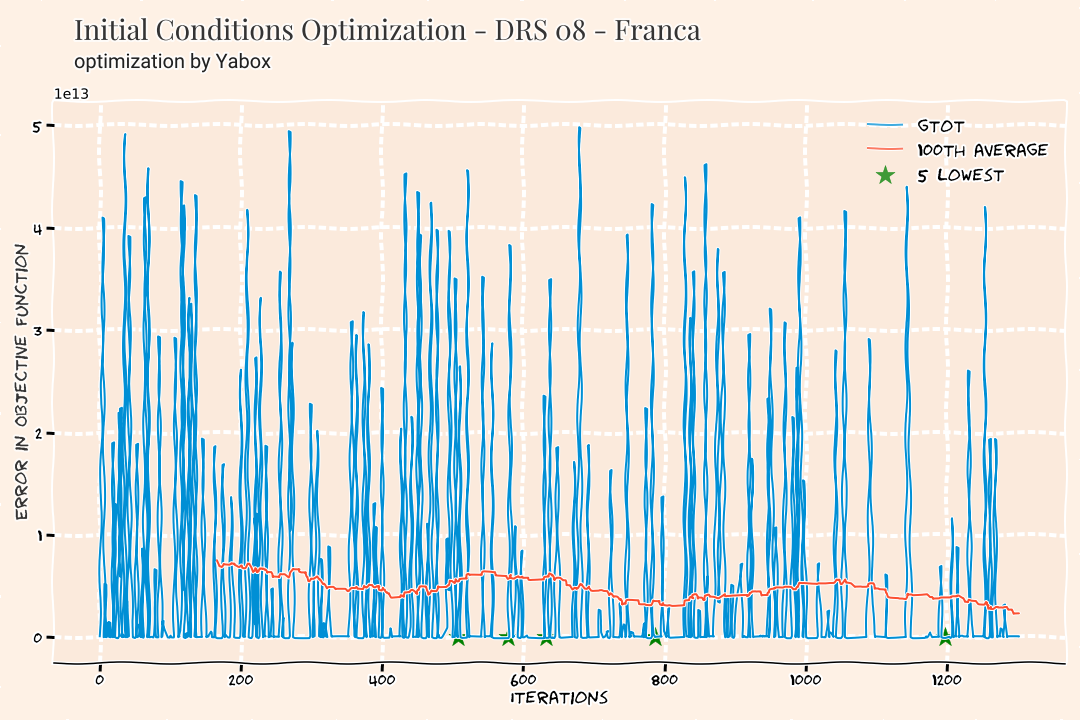 Initial Conditions Optimization - DRS 08 - Franca
optimization by Yabox
1e13
5
4
3
2
1
0
ERROR IN OBJECTIVE FUNCTION
GTOT
100TH AVERAGE
5 LOWEST
0 200 400 600 800 1000 1200
ITERATIONS